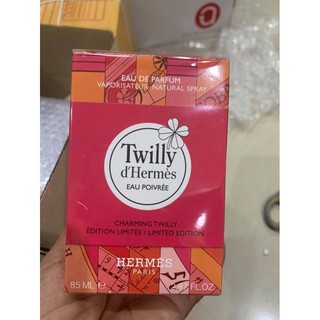 EAU DE PARFUM
VAPORISATEUR NATURAL SPRAY
Twilly
d'Hermès
EAU POIVRÉE
CHARMING TWILLY
ÉDITION LIMITÉE / LIMITED EDITION
HERMÈS
PARIS
85 ML ℮
FL.OZ.